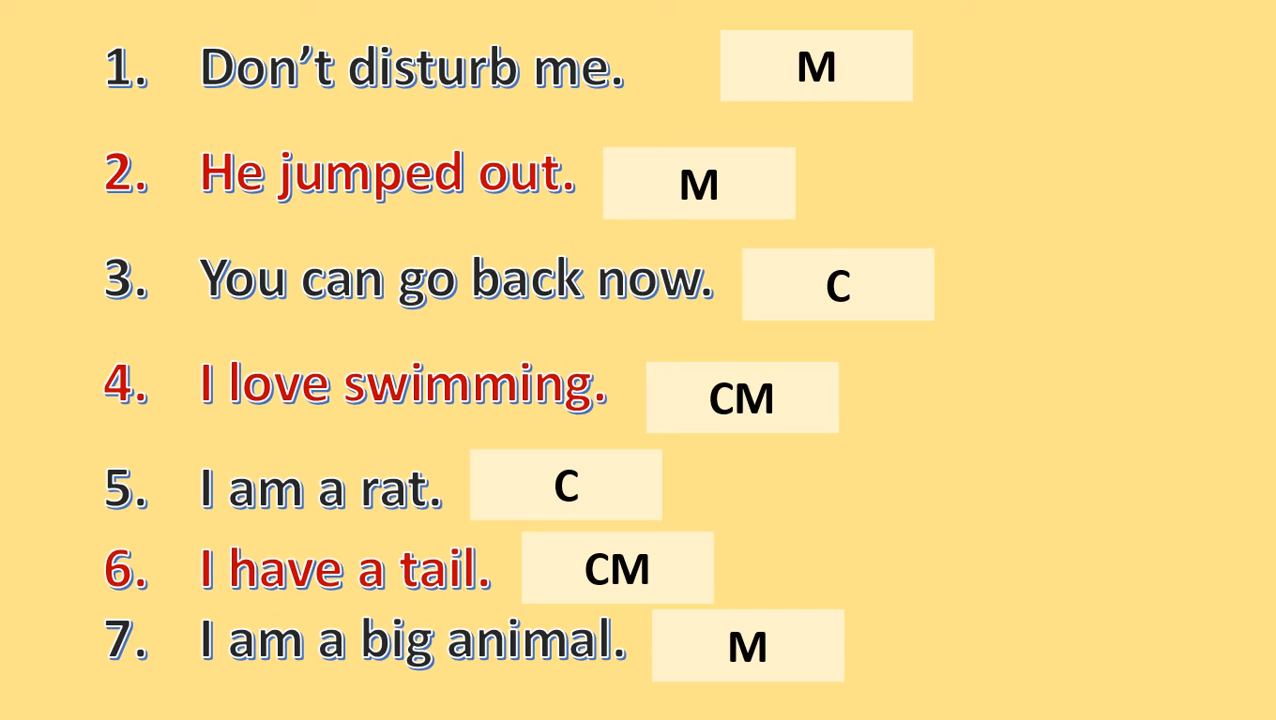 1. Don’t disturb me. M
2. He jumped out. M
3. You can go back now. C
4. I love swimming. CM
5. I am a rat. C
6. I have a tail. CM
7. I am a big animal. M